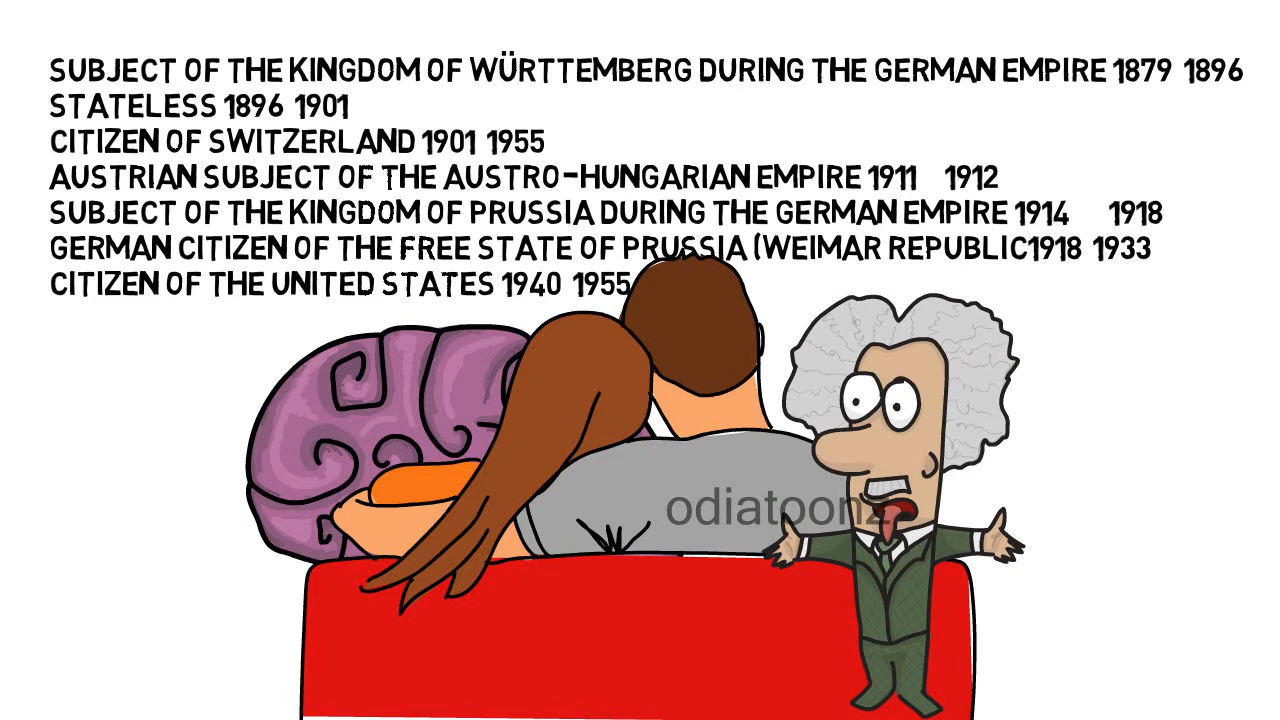 SUBJECT OF THE KINGDOM OF WÜRTTEMBERG DURING THE GERMAN EMPIRE 1879 1896
STATELESS 1896 1901
CITIZEN OF SWITZERLAND 1901 1955
AUSTRIAN SUBJECT OF THE AUSTRO-HUNGARIAN EMPIRE 1911 1912
SUBJECT OF THE KINGDOM OF PRUSSIA DURING THE GERMAN EMPIRE 1914 1918
GERMAN CITIZEN OF THE FREE STATE OF PRUSSIA (WEIMAR REPUBLIC1918 1933
CITIZEN OF THE UNITED STATES 1940 1955
odiatoonz